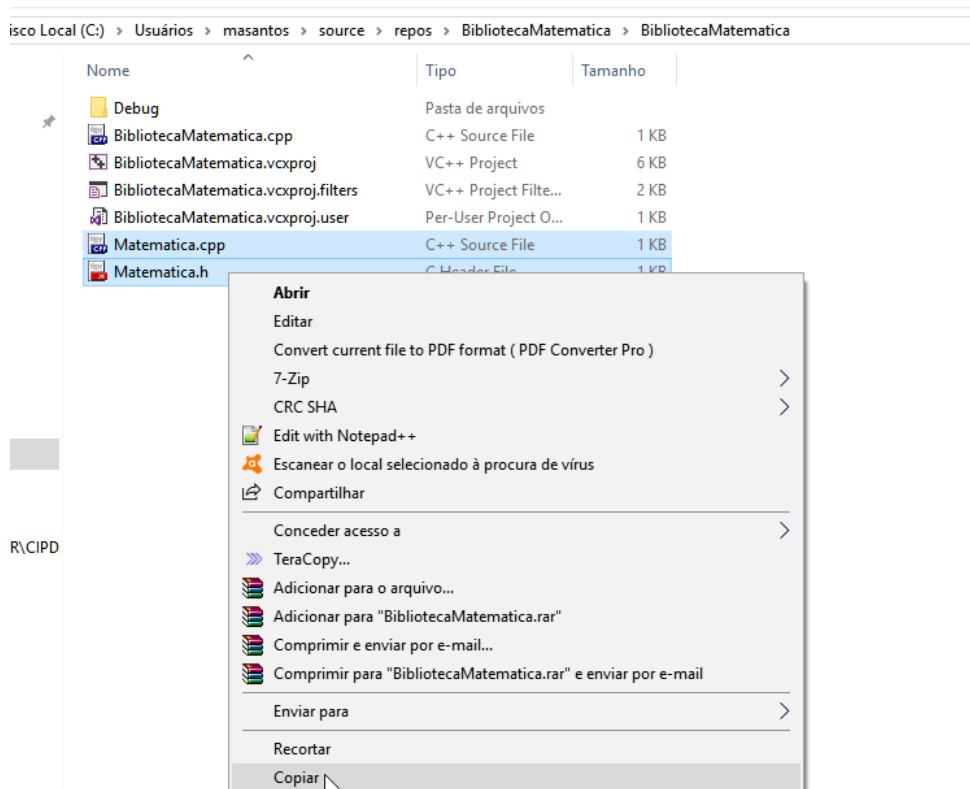 isco Local (C:) > Usuários > masantos > source > repos > BibliotecaMatematica > BibliotecaMatematica
Nome Tipo Tamanho
Debug Pasta de arquivos
BibliotecaMatematica.cpp C++ Source File 1 KB
BibliotecaMatematica.vcxproj VC++ Project 6 KB
BibliotecaMatematica.vcxproj.filters VC++ Project Filte... 2 KB
BibliotecaMatematica.vcxproj.user Per-User Project O... 1 KB
Matematica.cpp C++ Source File 1 KB
Matematica.h C Header File 1 KB
Abrir
Editar
Convert current file to PDF format ( PDF Converter Pro )
7-Zip
CRC SHA
Edit with Notepad++
Escanear o local selecionado à procura de vírus
Compartilhar
Conceder acesso a
R\CIPD
TeraCopy...
Adicionar para o arquivo...
Adicionar para "BibliotecaMatematica.rar"
Comprimir e enviar por e-mail...
Comprimir para "BibliotecaMatematica.rar" e enviar por e-mail
Enviar para
Recortar
Copiar